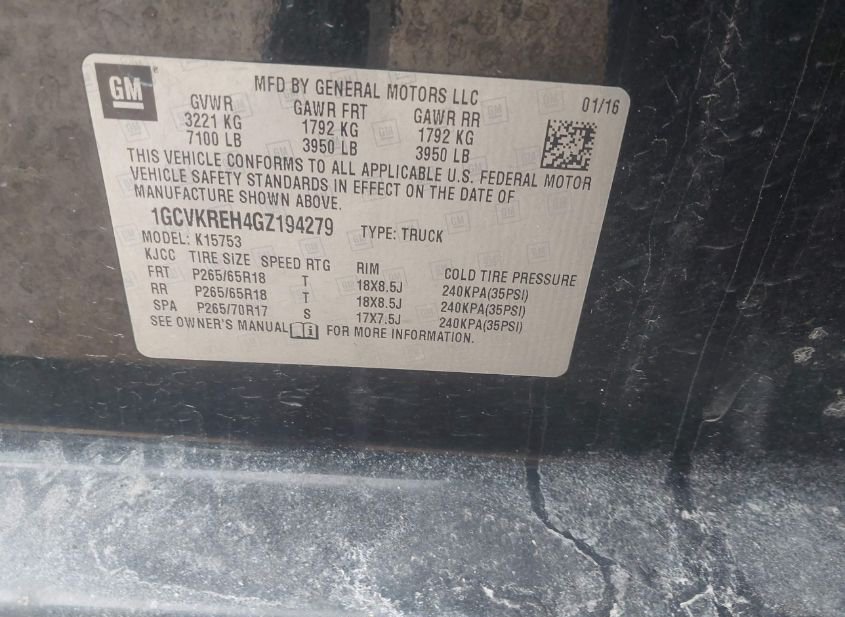 GM
MFD BY GENERAL MOTORS LLC 01/16
GVWR GAWR FRT GAWR RR
3221 KG 1792 KG 1792 KG
7100 LB 3950 LB 3950 LB
THIS VEHICLE CONFORMS TO ALL APPLICABLE U.S. FEDERAL MOTOR
VEHICLE SAFETY STANDARDS IN EFFECT ON THE DATE OF
MANUFACTURE SHOWN ABOVE.
1GCVKREH4GZ194279 TYPE: TRUCK
MODEL: K15753
KJCC TIRE SIZE SPEED RTG RIM COLD TIRE PRESSURE
FRT P265/65R18 T 18X8.5J 240KPA(35PSI)
RR P265/65R18 T 18X8.5J 240KPA(35PSI)
SPA P265/70R17 S 17X7.5J 240KPA(35PSI)
SEE OWNER'S MANUAL i FOR MORE INFORMATION.